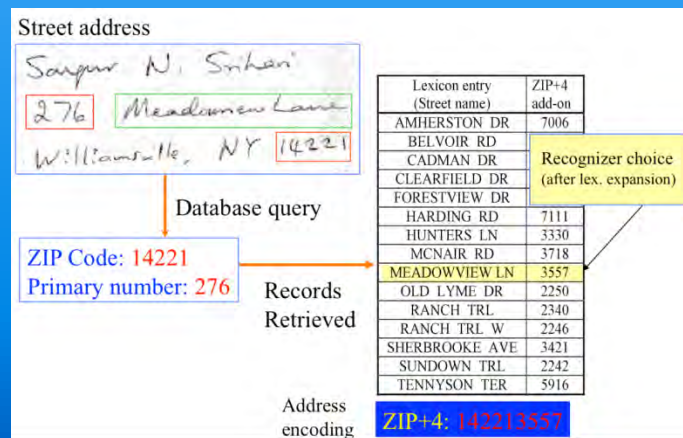 Street address
Sargur N. Srihari
276 Meadowview Lane
Williamsville, NY 14221
Database query
ZIP Code: 14221
Primary number: 276
Records
Retrieved
Lexicon entry
(Street name)
ZIP+4
add-on
AMHERSTON DR 7006
BELVOIR RD
CADMAN DR
CLEARFIELD DR
FORESTVIEW DR
HARDING RD 7111
HUNTERS LN 3330
MCNAIR RD 3718
MEADOWVIEW LN 3557
OLD LYME DR 2250
RANCH TRL 2340
RANCH TRL W 2246
SHERBROOKE AVE 3421
SUNDOWN TRL 2242
TENNYSON TER 5916
Recognizer choice
(after lex. expansion)
Address
encoding
ZIP+4: 142213557